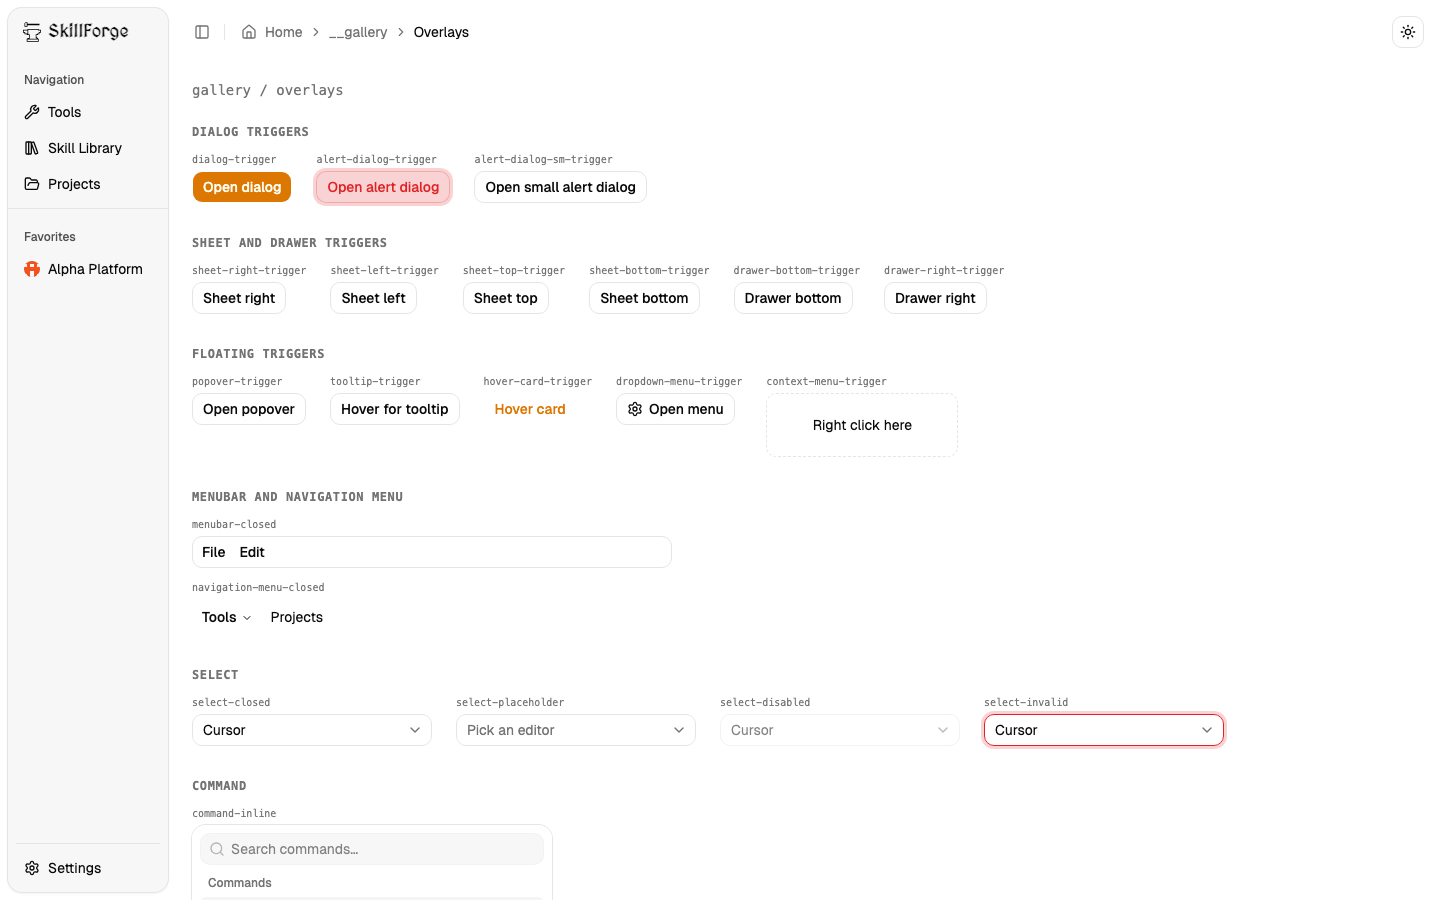 SkillForge
Home > __gallery > Overlays
Navigation
Tools
Skill Library
Projects
Favorites
Alpha Platform
Settings
gallery / overlays
DIALOG TRIGGERS
dialog-trigger alert-dialog-trigger alert-dialog-sm-trigger
Open dialog Open alert dialog Open small alert dialog
SHEET AND DRAWER TRIGGERS
sheet-right-trigger sheet-left-trigger sheet-top-trigger sheet-bottom-trigger drawer-bottom-trigger drawer-right-trigger
Sheet right Sheet left Sheet top Sheet bottom Drawer bottom Drawer right
FLOATING TRIGGERS
popover-trigger tooltip-trigger hover-card-trigger dropdown-menu-trigger context-menu-trigger
Open popover Hover for tooltip Hover card Open menu
Right click here
MENUBAR AND NAVIGATION MENU
menubar-closed
File Edit
navigation-menu-closed
Tools Projects
SELECT
select-closed select-placeholder select-disabled select-invalid
Cursor Pick an editor Cursor Cursor
COMMAND
command-inline
Search commands…
Commands